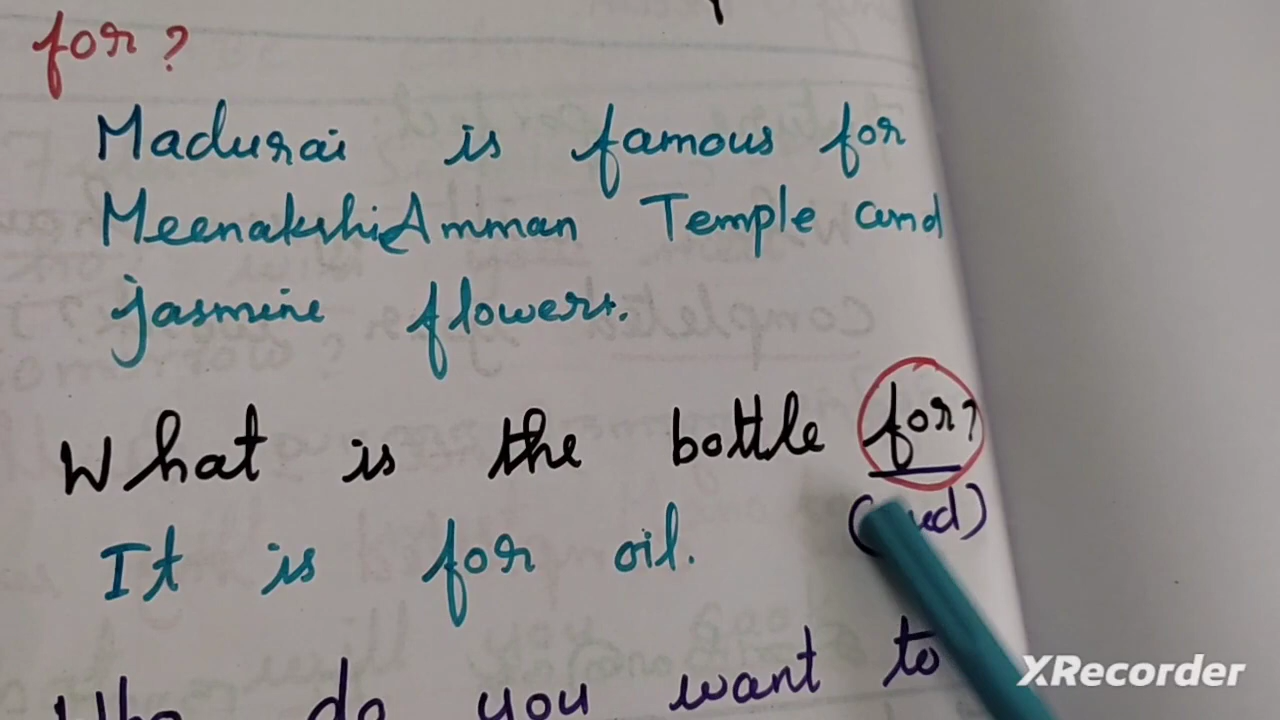 for?
Madurai is famous for
Meenakshi Amman Temple and
jasmine flowers.
What is the bottle for?
It is for oil.
Who do you want to
XRecorder